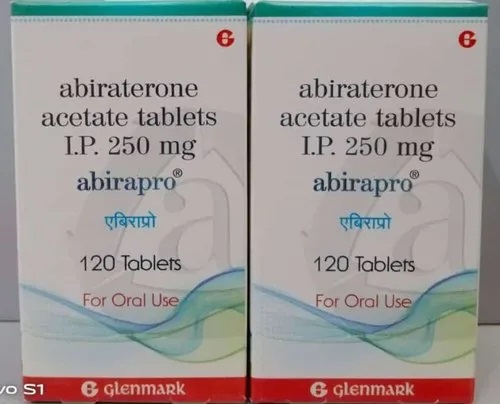 abiraterone
acetate tablets
I.P. 250 mg
abirapro®
एबिराप्रो
120 Tablets
For Oral Use
GLENMARK
abiraterone
acetate tablets
I.P. 250 mg
abirapro®
एबिराप्रो
120 Tablets
For Oral Use
GLENMARK
vo S1